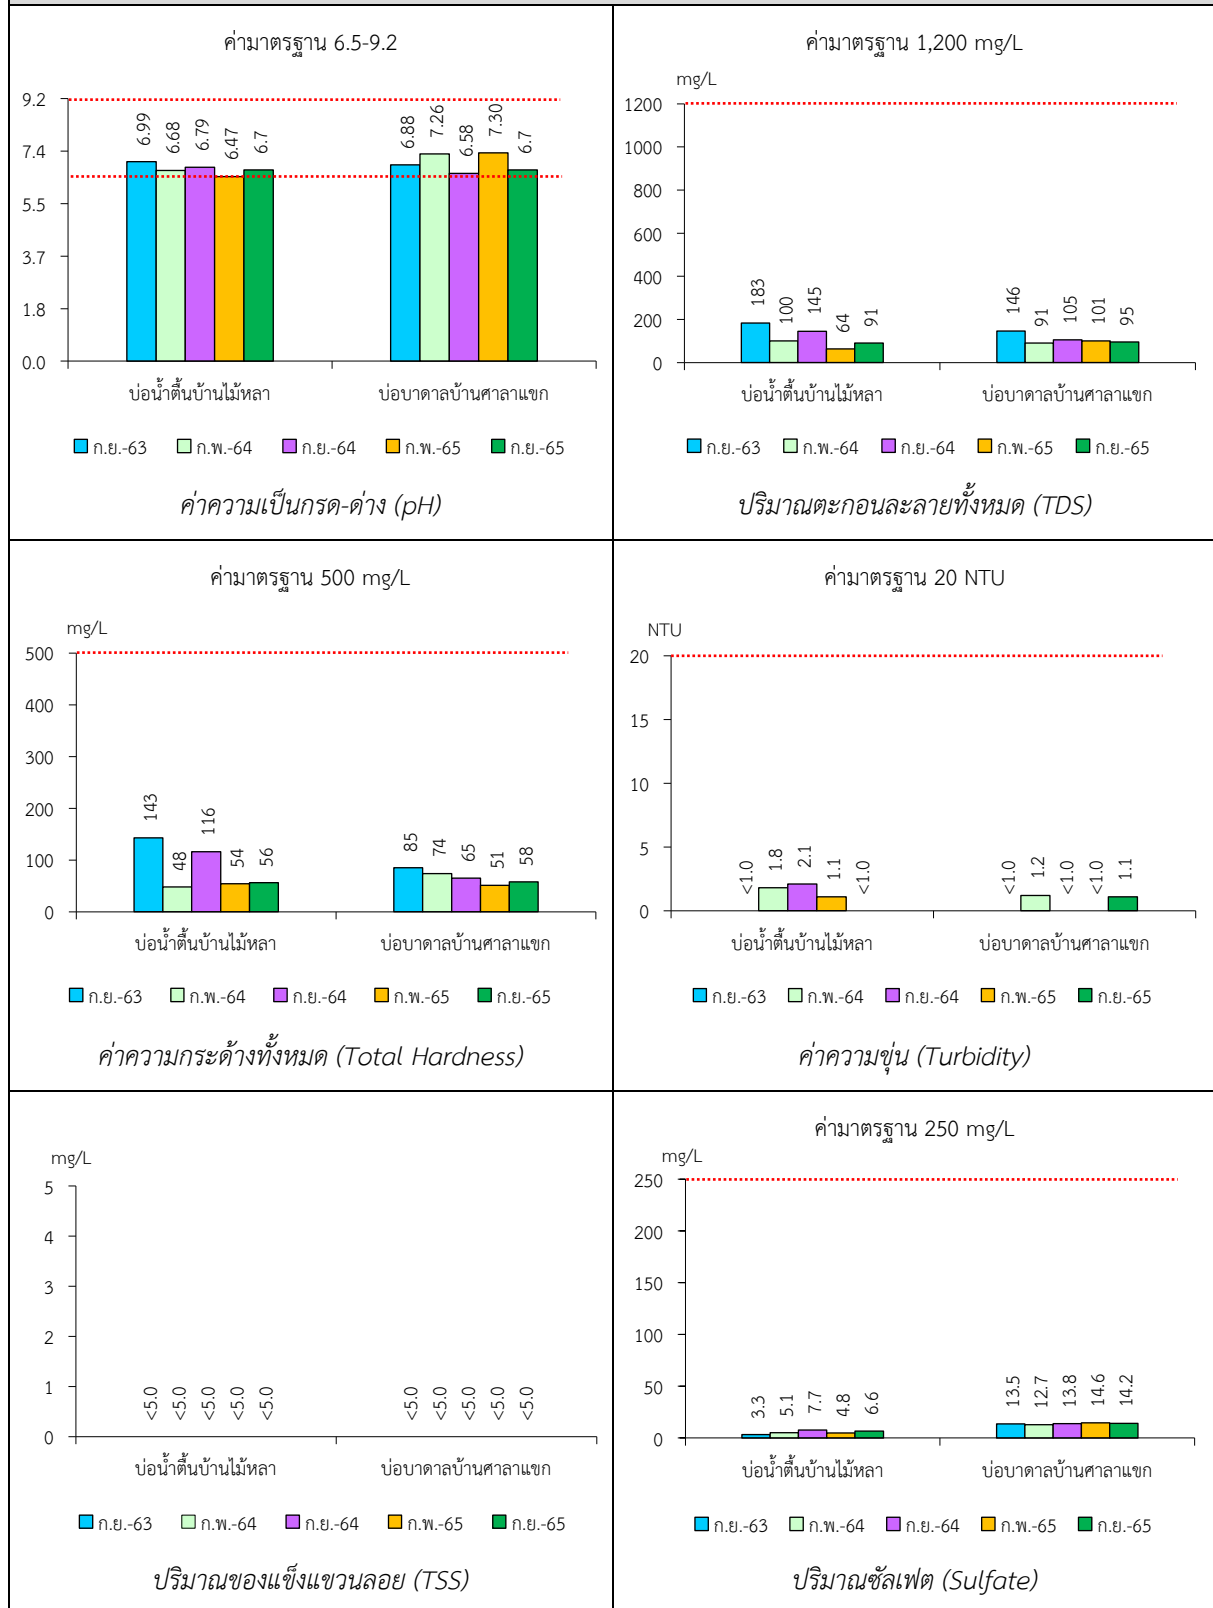 ค่ามาตรฐาน 6.5-9.2
9.2
7.4
5.5
3.7
1.8
0.0
6.99
6.68
6.79
6.47
6.7
6.88
7.26
6.58
7.30
6.7
บ่อน้ำตื้นบ้านไม้หลา
บ่อบาดาลบ้านศาลาแขก
ก.ย.-63 ก.พ.-64 ก.ย.-64 ก.พ.-65 ก.ย.-65
ค่าความเป็นกรด-ด่าง (pH)
ค่ามาตรฐาน 1,200 mg/L
mg/L
1200
1000
800
600
400
200
0
183
100
145
64
91
146
91
105
101
95
บ่อน้ำตื้นบ้านไม้หลา
บ่อบาดาลบ้านศาลาแขก
ก.ย.-63 ก.พ.-64 ก.ย.-64 ก.พ.-65 ก.ย.-65
ปริมาณตะกอนละลายทั้งหมด (TDS)
ค่ามาตรฐาน 500 mg/L
mg/L
500
400
300
200
100
0
143
48
116
54
56
85
74
65
51
58
บ่อน้ำตื้นบ้านไม้หลา
บ่อบาดาลบ้านศาลาแขก
ก.ย.-63 ก.พ.-64 ก.ย.-64 ก.พ.-65 ก.ย.-65
ค่าความกระด้างทั้งหมด (Total Hardness)
ค่ามาตรฐาน 20 NTU
NTU
20
15
10
5
0
<1.0
1.8
2.1
1.1
<1.0
<1.0
1.2
<1.0
<1.0
1.1
บ่อน้ำตื้นบ้านไม้หลา
บ่อบาดาลบ้านศาลาแขก
ก.ย.-63 ก.พ.-64 ก.ย.-64 ก.พ.-65 ก.ย.-65
ค่าความขุ่น (Turbidity)
mg/L
5
4
3
2
1
0
<5.0
<5.0
<5.0
<5.0
<5.0
<5.0
<5.0
<5.0
<5.0
<5.0
บ่อน้ำตื้นบ้านไม้หลา
บ่อบาดาลบ้านศาลาแขก
ก.ย.-63 ก.พ.-64 ก.ย.-64 ก.พ.-65 ก.ย.-65
ปริมาณของแข็งแขวนลอย (TSS)
ค่ามาตรฐาน 250 mg/L
mg/L
250
200
150
100
50
0
3.3
5.1
7.7
4.8
6.6
13.5
12.7
13.8
14.6
14.2
บ่อน้ำตื้นบ้านไม้หลา
บ่อบาดาลบ้านศาลาแขก
ก.ย.-63 ก.พ.-64 ก.ย.-64 ก.พ.-65 ก.ย.-65
ปริมาณซัลเฟต (Sulfate)